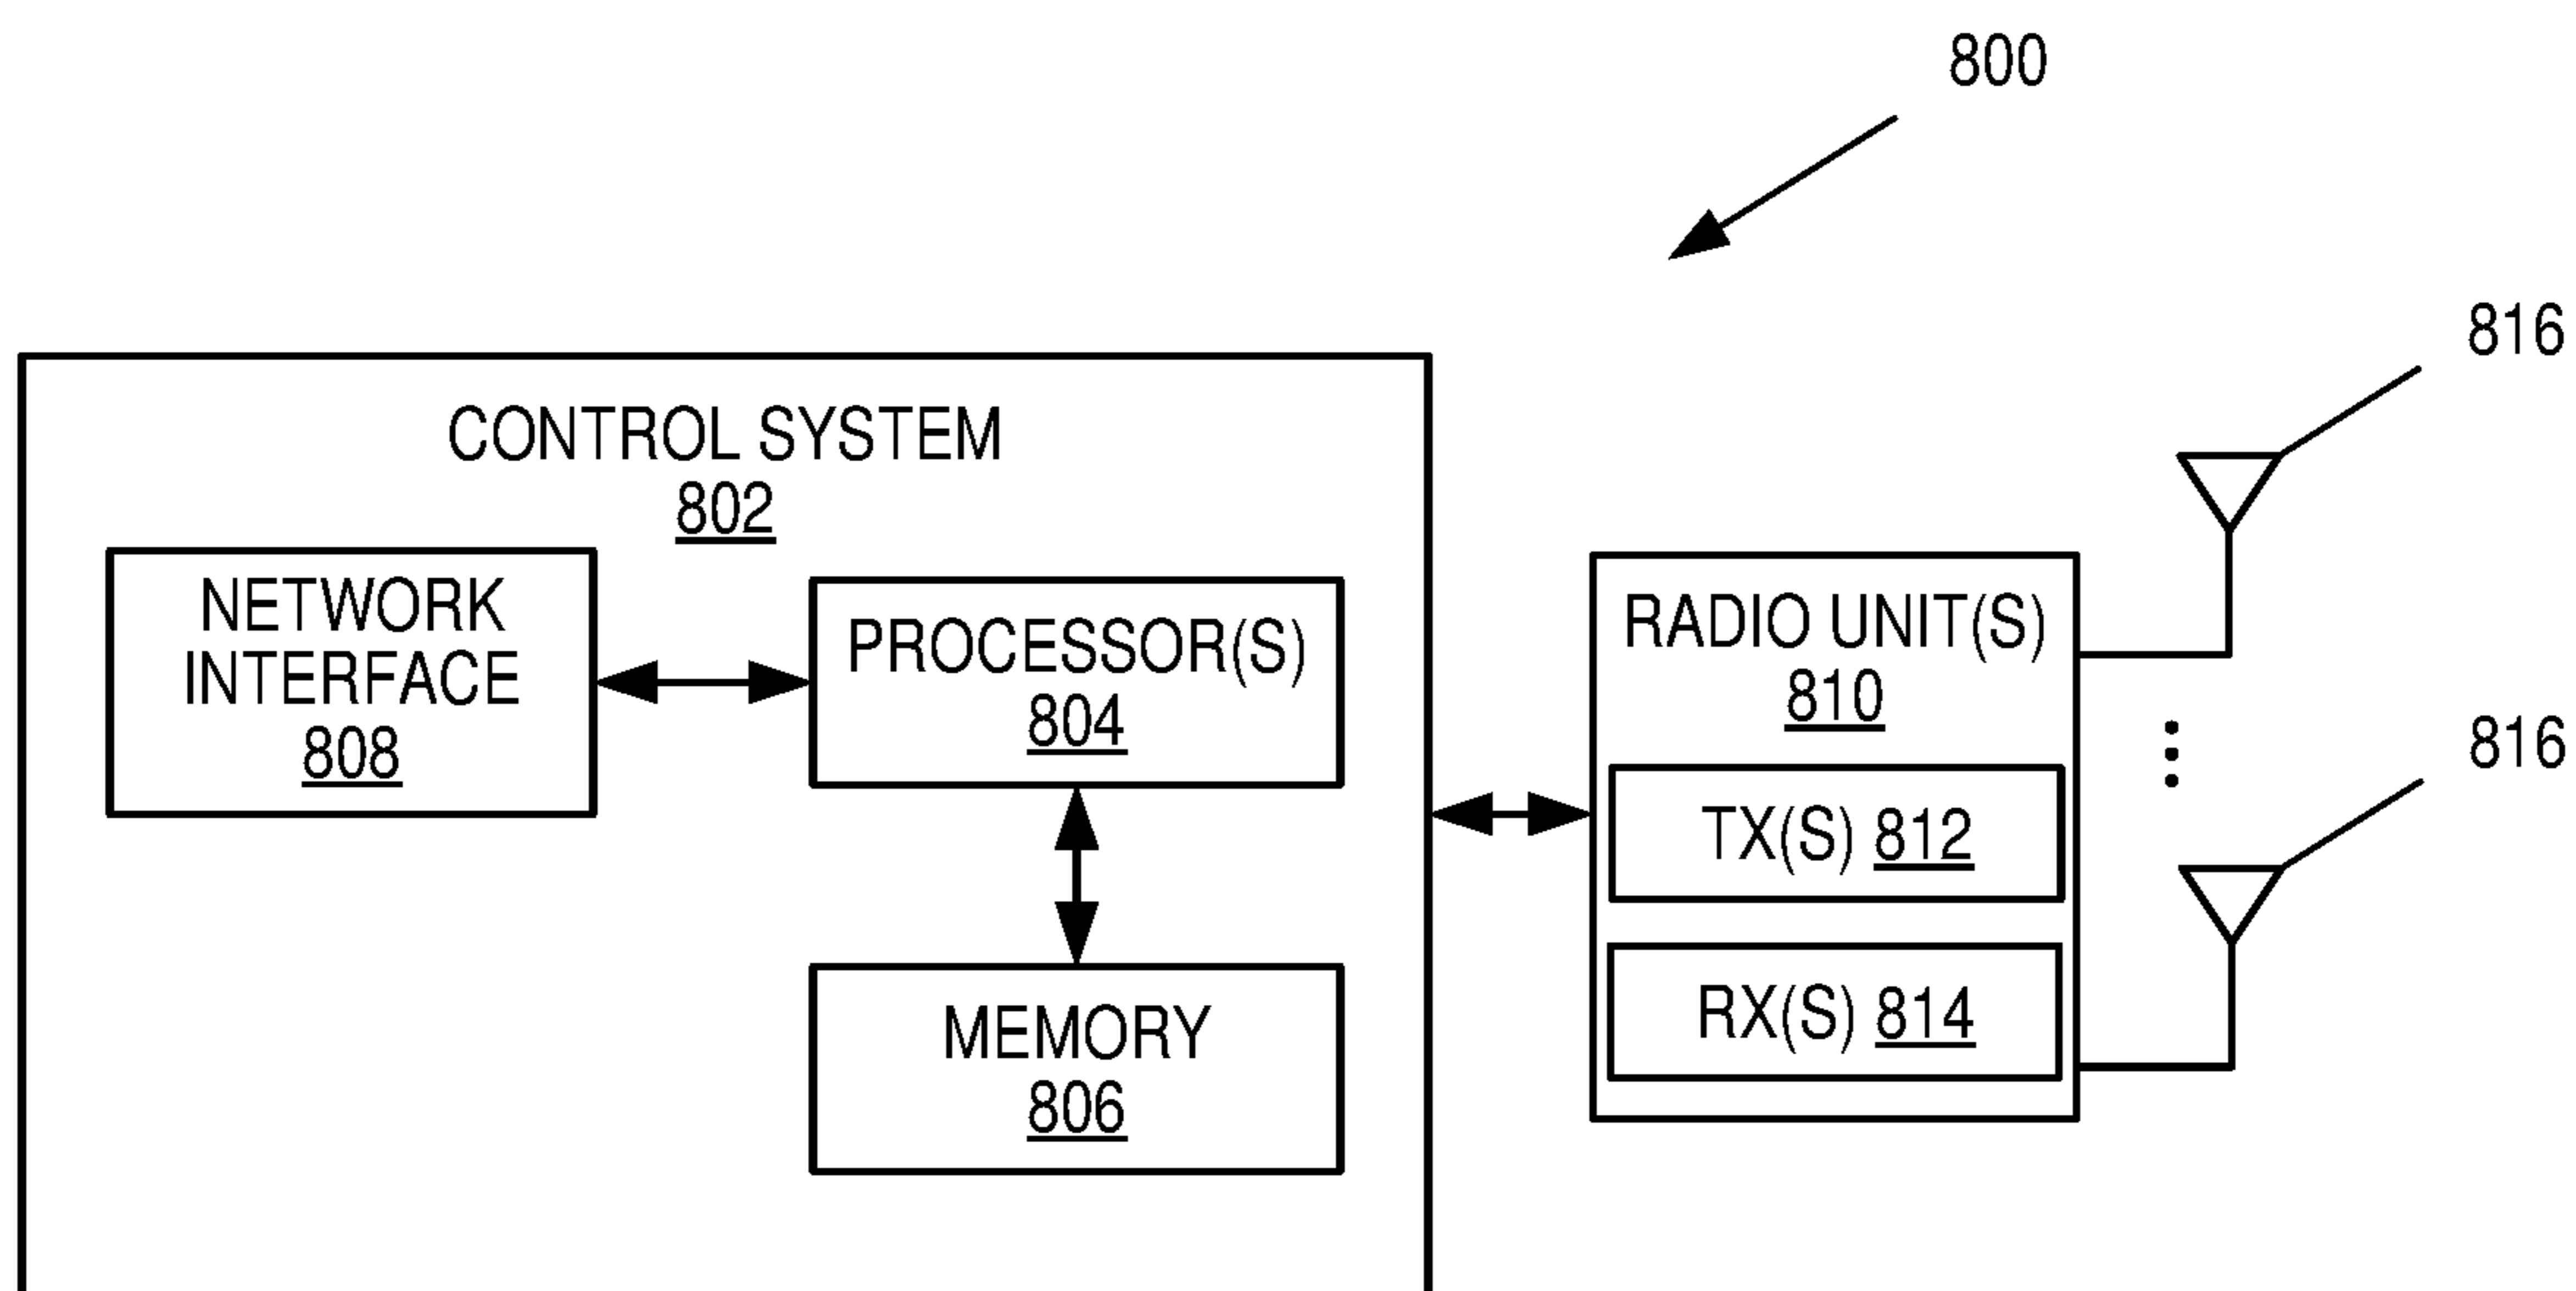 800
816
CONTROL SYSTEM
802
NETWORK
INTERFACE
808
PROCESSOR(S)
804
MEMORY
806
RADIO UNIT(S)
810
TX(S) 812
RX(S) 814
816